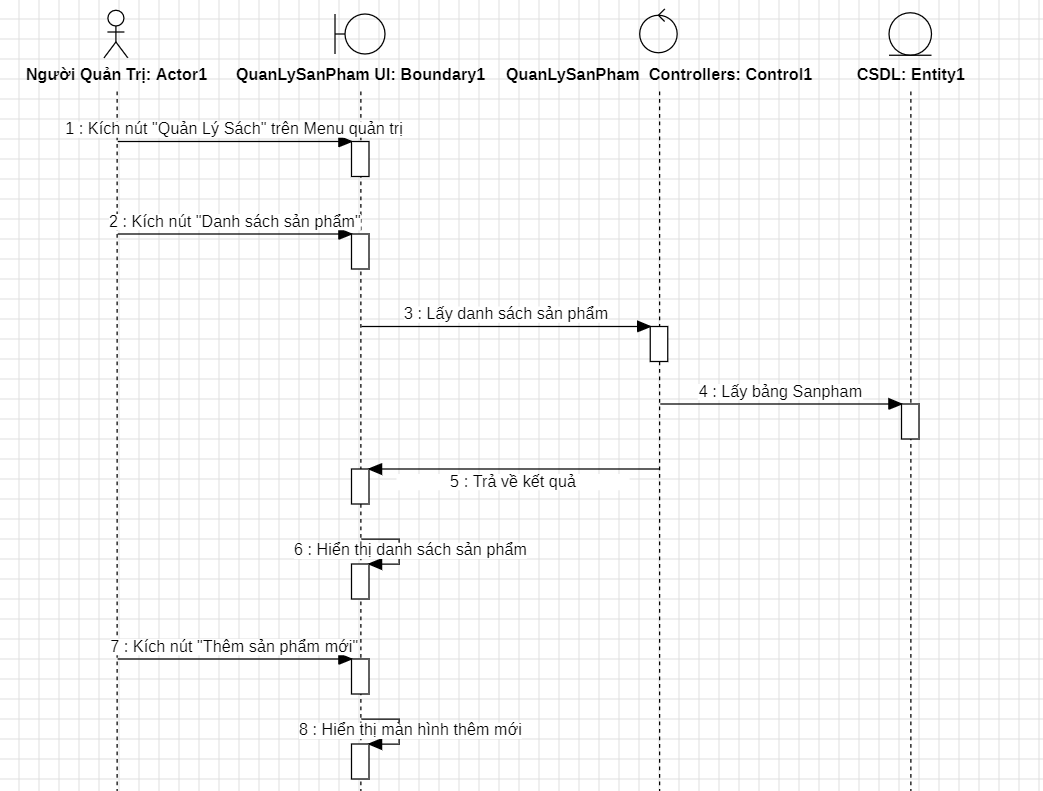 Người Quản Trị: Actor1
QuanLySanPham UI: Boundary1
QuanLySanPham Controllers: Control1
CSDL: Entity1
1 : Kích nút "Quản Lý Sách" trên Menu quản trị
2 : Kích nút "Danh sách sản phẩm"
3 : Lấy danh sách sản phẩm
4 : Lấy bảng Sanpham
5 : Trả về kết quả
6 : Hiển thị danh sách sản phẩm
7 : Kích nút "Thêm sản phẩm mới"
8 : Hiển thị màn hình thêm mới